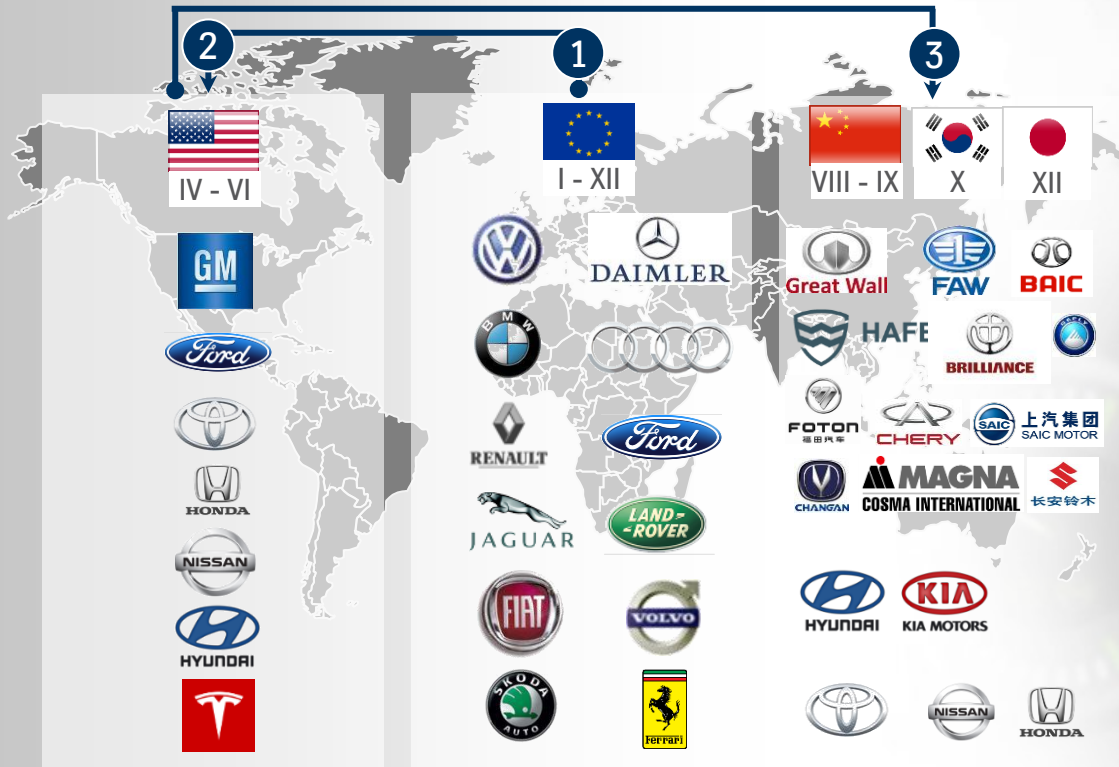 2
1
3
IV - VI
I - XII
VIII - IX
X
XII
GM
Ford
HONDA
NISSAN
HYUNDAI
DAIMLER
BMW
RENAULT
Ford
JAGUAR
LAND-
-ROVER
FIAT
VOLVO
SKODA
AUTO
Ferrari
Great Wall
FAW
BAIC
HAFE
BRILLIANCE
GEELY
FOTON
福田汽车
CHERY
SAIC
上汽集团
SAIC MOTOR
CHANGAN
MAGNA
COSMA INTERNATIONAL
长安铃木
HYUNDAI
KIA
KIA MOTORS
NISSAN
HONDA